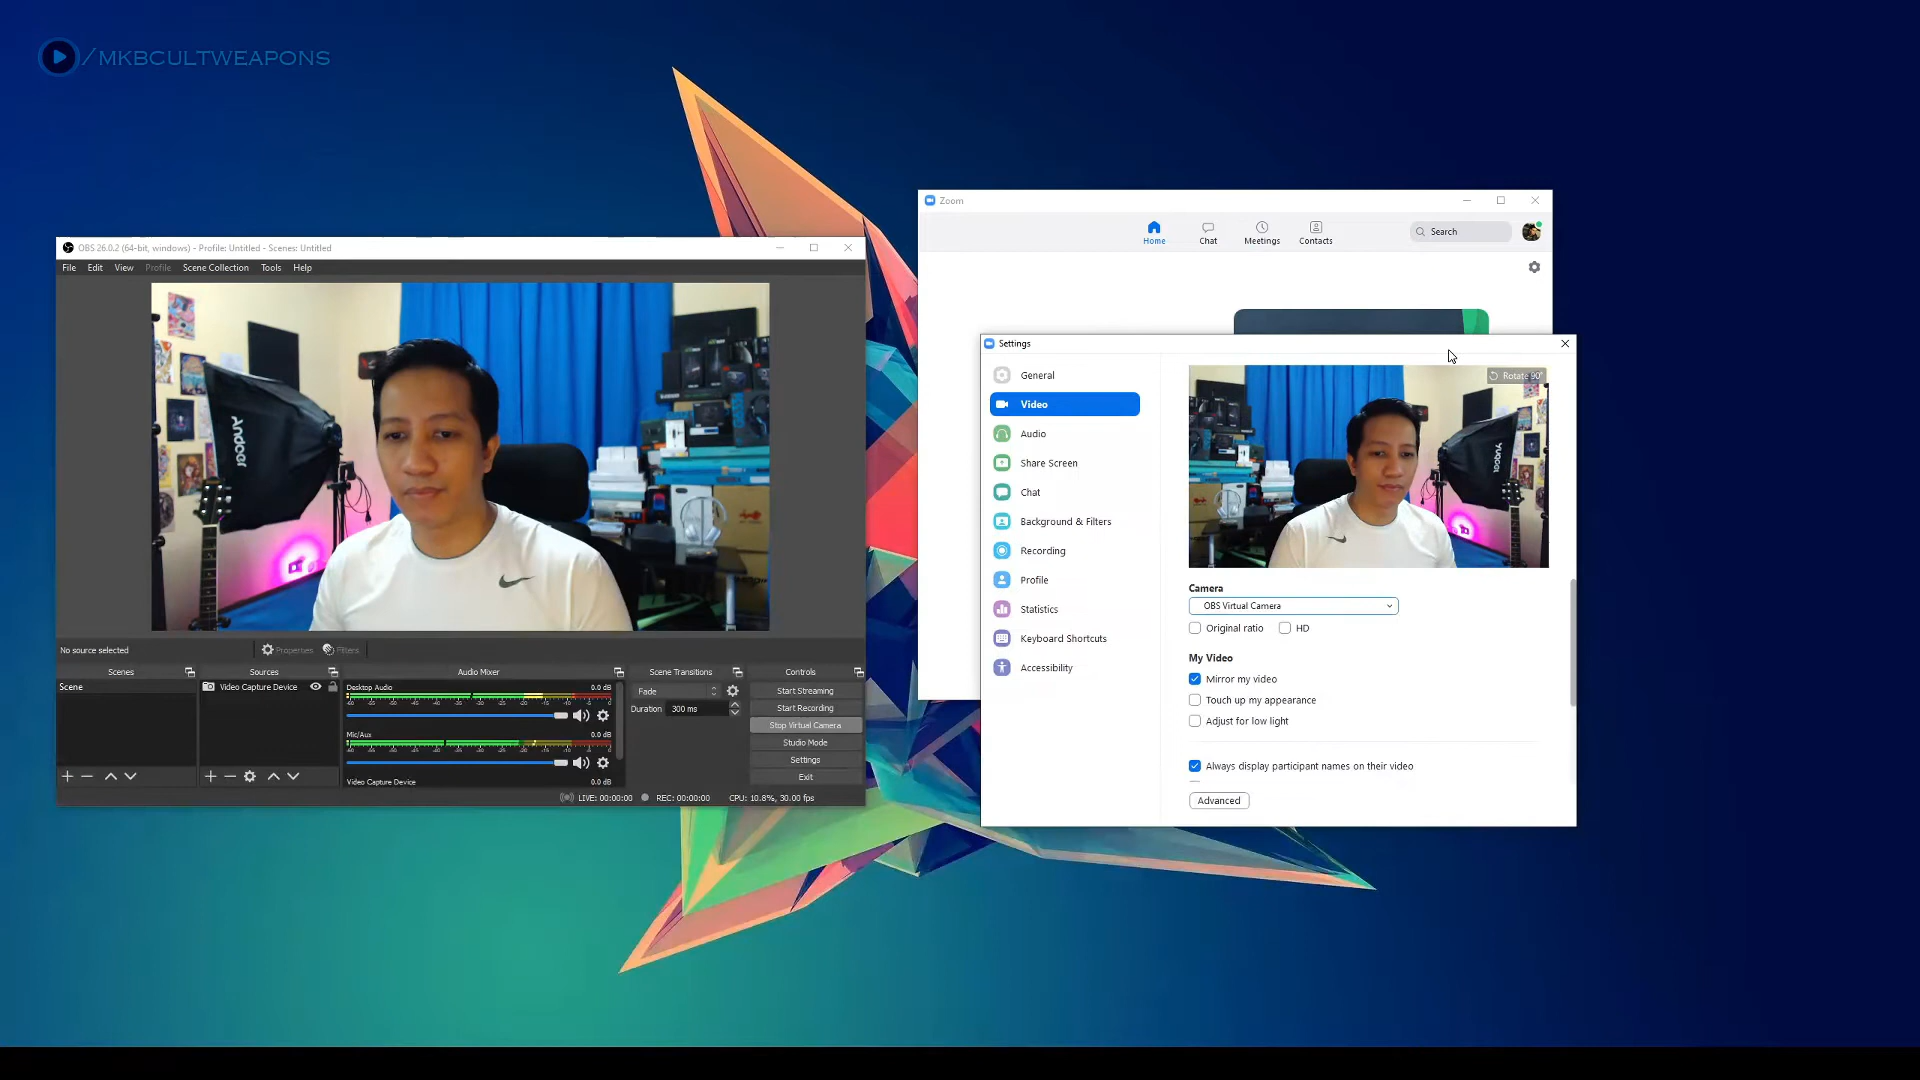 /MKBCULTWEAPONS
OBS 26.0.2 (64-bit, windows) - Profile: Untitled - Scenes: Untitled
File Edit View Profile Scene Collection Tools Help
Andoer
No source selected Properties Filters
Scenes Sources Audio Mixer Scene Transitions Controls
Scene
Video Capture Device
Desktop Audio 0.0 dB
Mic/Aux 0.0 dB
Video Capture Device 0.0 dB
Fade
Duration 300 ms
Start Streaming
Start Recording
Stop Virtual Camera
Studio Mode
Settings
Exit
LIVE: 00:00:00 REC: 00:00:00 CPU: 10.8%, 30.00 fps
Zoom
Home Chat Meetings Contacts Search
Settings
General
Video
Audio
Share Screen
Chat
Background & Filters
Recording
Profile
Statistics
Keyboard Shortcuts
Accessibility
Rotate 90°
Camera
OBS Virtual Camera
Original ratio HD
My Video
Mirror my video
Touch up my appearance
Adjust for low light
Always display participant names on their video
Advanced